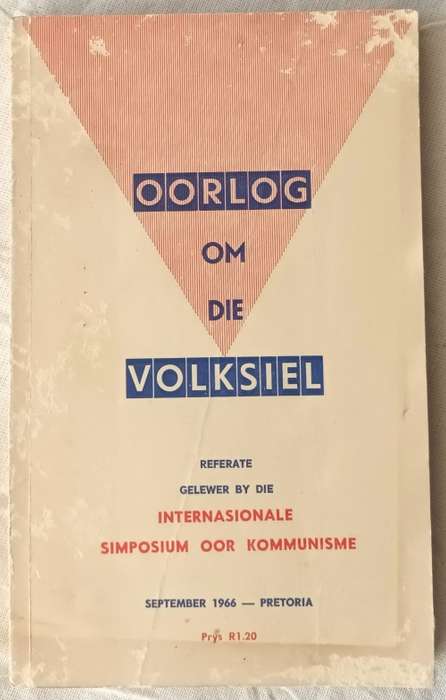 OORLOG
OM
DIE
VOLKSIEL
REFERATE
GELEWER BY DIE
INTERNASIONALE
SIMPOSIUM OOR KOMMUNISME
SEPTEMBER 1966 — PRETORIA
Prys R1.20